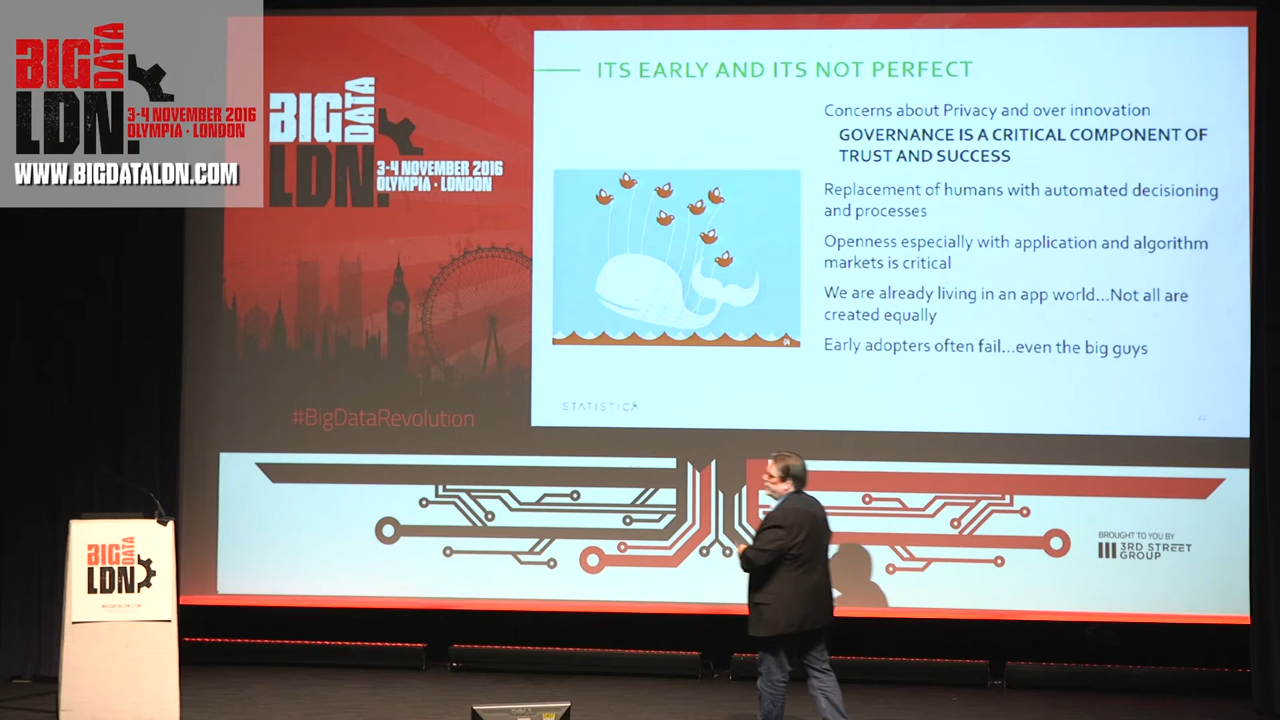 BIG
DATA
LDN.
3-4 NOVEMBER 2016
OLYMPIA · LONDON
WWW.BIGDATALDN.COM
BIG
DATA
LDN.
3-4 NOVEMBER 2016
OLYMPIA · LONDON
#BigDataRevolution
ITS EARLY AND ITS NOT PERFECT
Concerns about Privacy and over innovation
GOVERNANCE IS A CRITICAL COMPONENT OF
TRUST AND SUCCESS
Replacement of humans with automated decisioning
and processes
Openness especially with application and algorithm
markets is critical
We are already living in an app world...Not all are
created equally
Early adopters often fail...even the big guys
STATISTICA
BROUGHT TO YOU BY
3RD STREET
GROUP
BIG
DATA
LDN